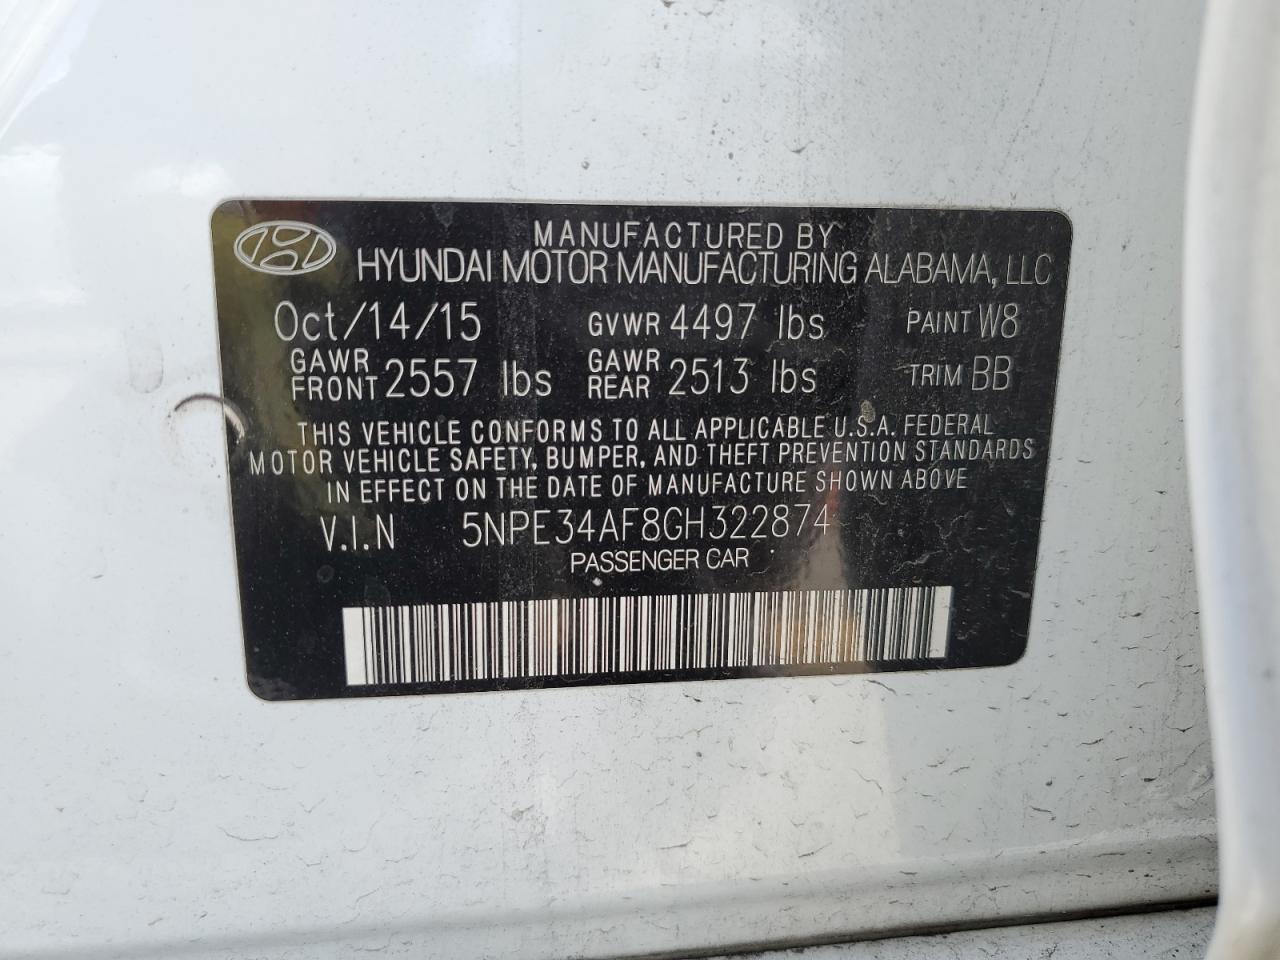 MANUFACTURED BY
HYUNDAI MOTOR MANUFACTURING ALABAMA, LLC
Oct/14/15 GVWR 4497 lbs PAINT W8
GAWR FRONT 2557 lbs GAWR REAR 2513 lbs TRIM BB
THIS VEHICLE CONFORMS TO ALL APPLICABLE U.S.A. FEDERAL
MOTOR VEHICLE SAFETY, BUMPER, AND THEFT PREVENTION STANDARDS
IN EFFECT ON THE DATE OF MANUFACTURE SHOWN ABOVE
V.I.N 5NPE34AF8GH322874
PASSENGER CAR